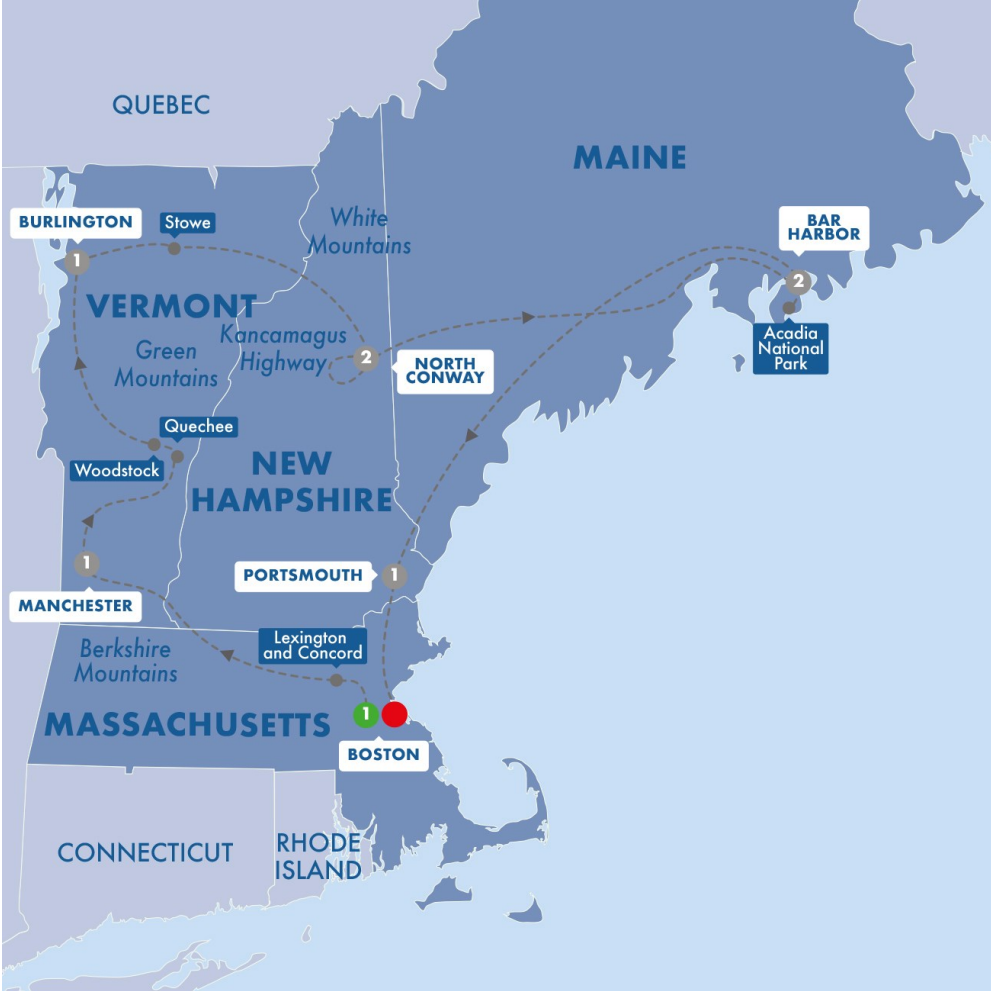 QUEBEC
MAINE
White
Mountains
BURLINGTON
1
Stowe
BAR
HARBOR
2
VERMONT
Kancamagus
Highway
Green
Mountains
2
NORTH
CONWAY
Acadia
National
Park
Quechee
Woodstock
NEW
HAMPSHIRE
1
MANCHESTER
PORTSMOUTH
1
Lexington
and Concord
Berkshire
Mountains
MASSACHUSETTS
1
BOSTON
CONNECTICUT
RHODE
ISLAND